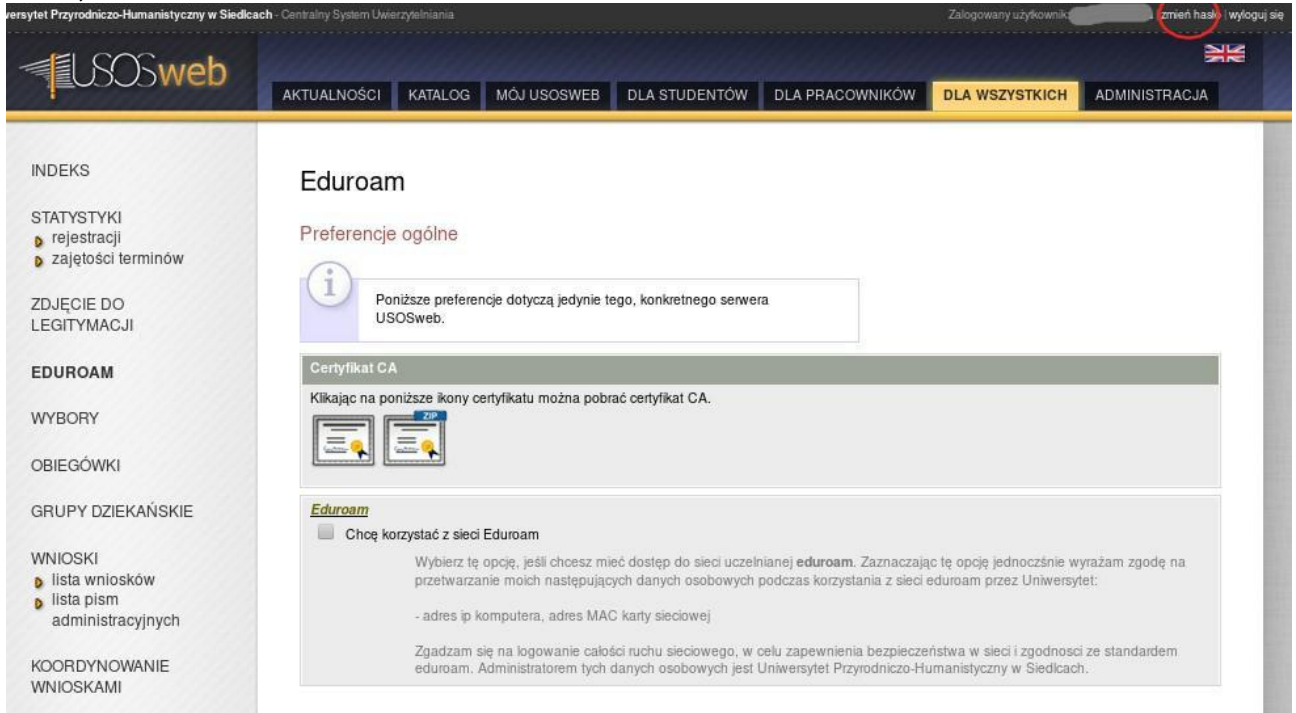 wersytet Przyrodniczo-Humanistyczny w Siedlcach - Centralny System Uwierzytelniania
Zalogowany użytkownik: zmień hasło | wyloguj się
USOSweb
AKTUALNOŚCI KATALOG MÓJ USOSWEB DLA STUDENTÓW DLA PRACOWNIKÓW DLA WSZYSTKICH ADMINISTRACJA
INDEKS
STATYSTYKI
rejestracji
zajętości terminów
ZDJĘCIE DO
LEGITYMACJI
EDUROAM
WYBORY
OBIEGÓWKI
GRUPY DZIEKAŃSKIE
WNIOSKI
lista wniosków
lista pism
administracyjnych
KOORDYNOWANIE
WNIOSKAMI
Eduroam
Preferencje ogólne
i
Poniższe preferencje dotyczą jedynie tego, konkretnego serwera
USOSweb.
Certyfikat CA
Klikając na poniższe ikony certyfikatu można pobrać certyfikat CA.
ZIP
Eduroam
Chcę korzystać z sieci Eduroam
Wybierz tę opcję, jeśli chcesz mieć dostęp do sieci uczelnianej eduroam. Zaznaczając tę opcję jednoczśnie wyrażam zgodę na
przetwarzanie moich następujących danych osobowych podczas korzystania z sieci eduroam przez Uniwersytet:
- adres ip komputera, adres MAC karty sieciowej
Zgadzam się na logowanie całości ruchu sieciowego, w celu zapewnienia bezpieczeństwa w sieci i zgodnosci ze standardem
eduroam. Administratorem tych danych osobowych jest Uniwersytet Przyrodniczo-Humanistyczny w Siedlcach.